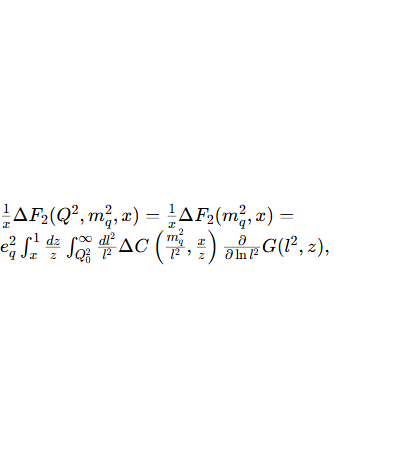 $\frac{1}{x}\Delta F_2(Q^2, m_q^2, x) = \frac{1}{x}\Delta F_2(m_q^2, x) =$
$e_q^2 \int_x^1 \frac{dz}{z} \int_{Q_0^2}^{\infty} \frac{dl^2}{l^2} \Delta C \left( \frac{m_q^2}{l^2}, \frac{x}{z} \right) \frac{\partial}{\partial \ln l^2} G(l^2, z),$